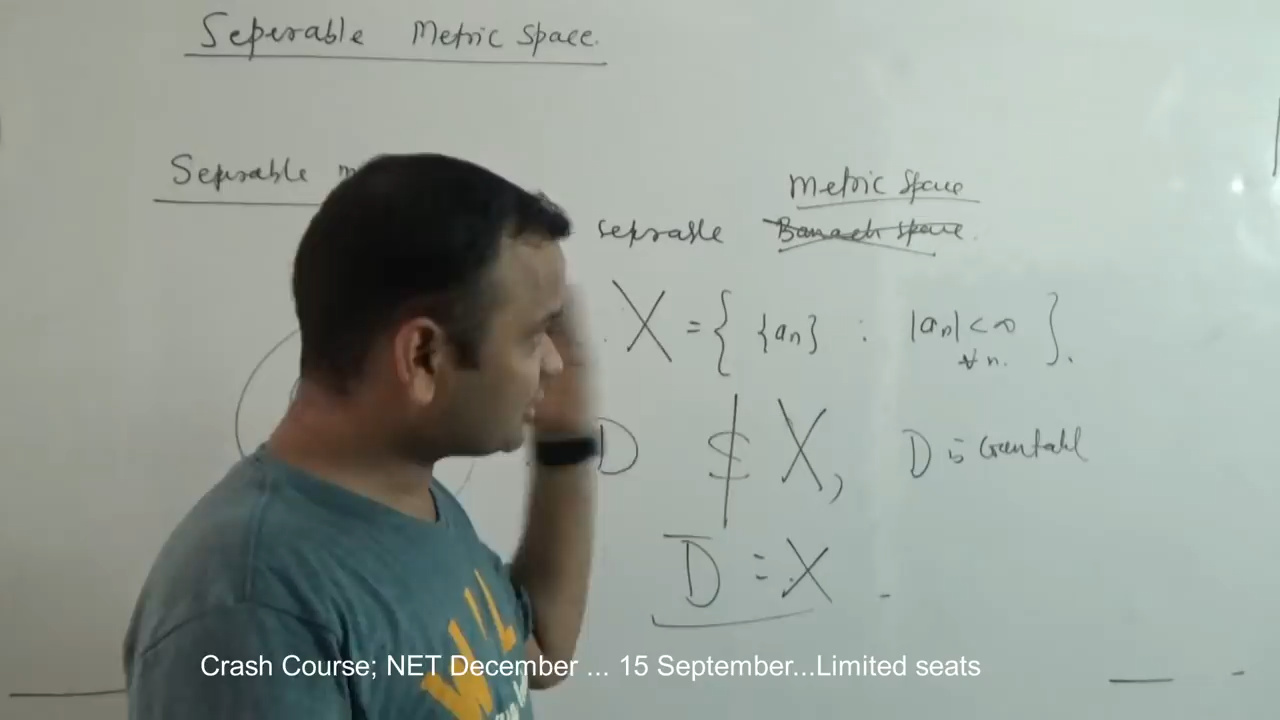 Seperable Metric Space.
Seprable
Metric Space
seprable Banach space.
X = { {aₙ} : |aₙ| < ∞ ∀ n. }.
D $ X, D is countabl
D̅ = X
Crash Course; NET December ... 15 September...Limited seats